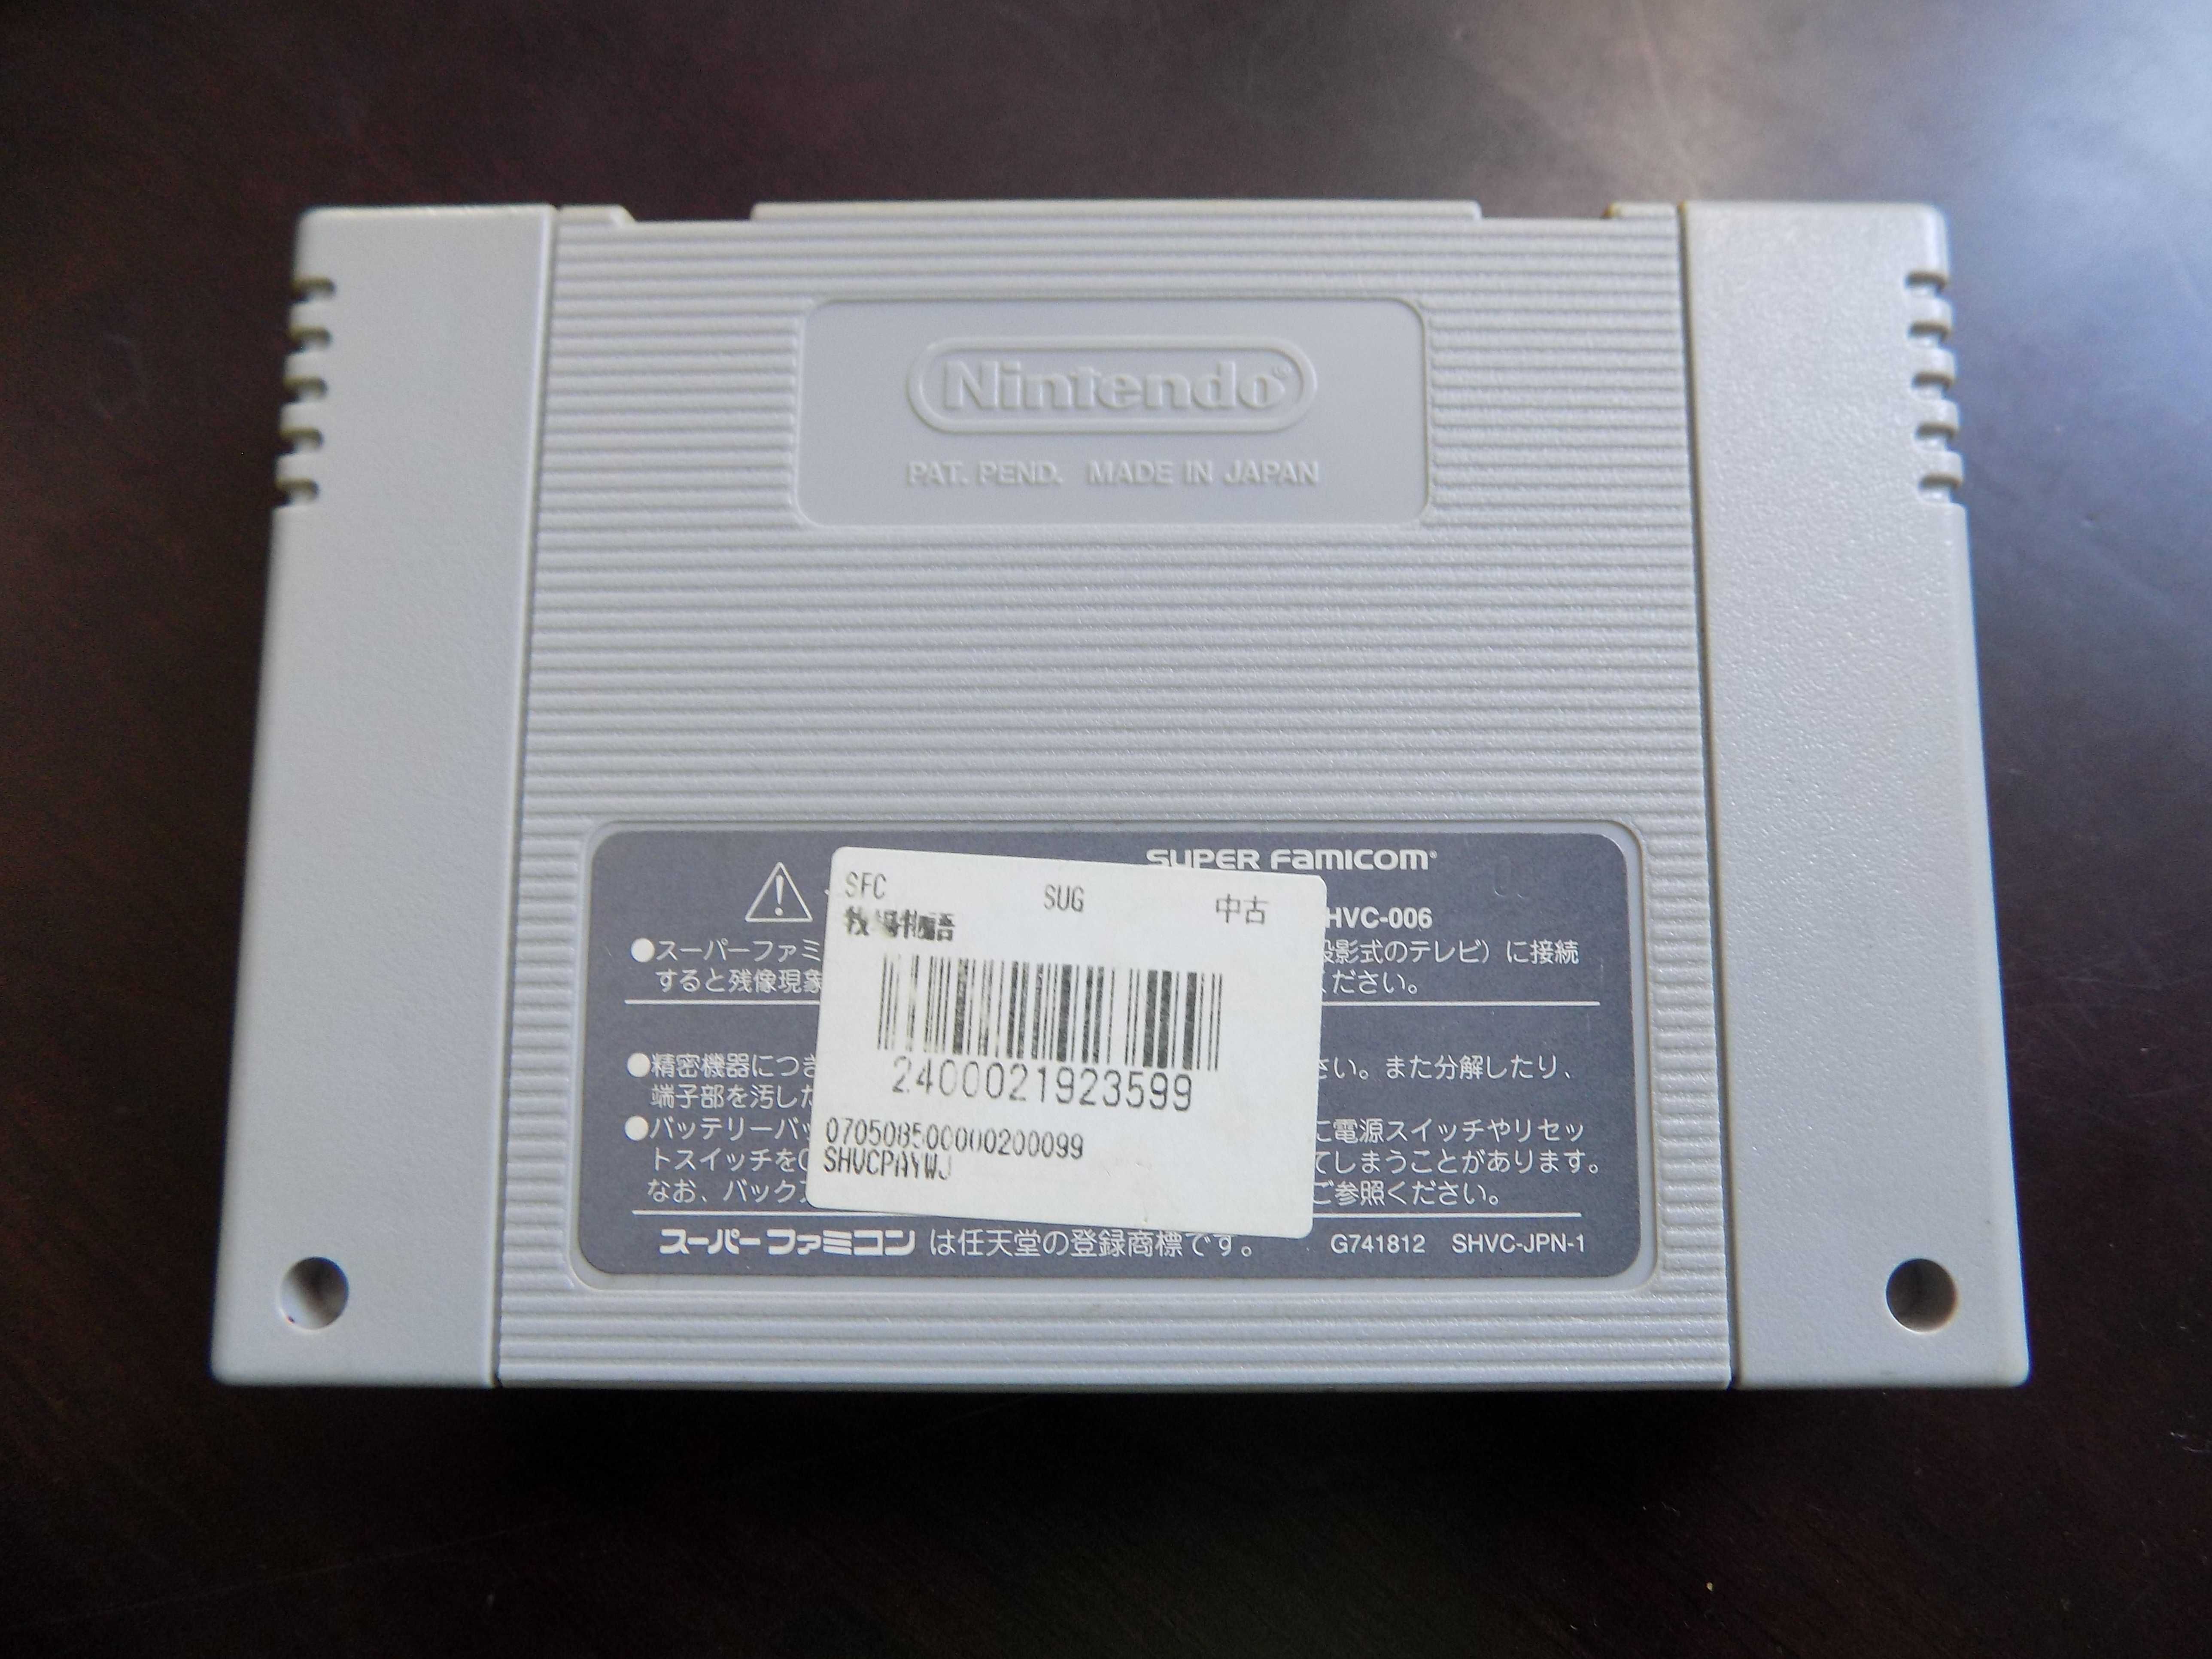 Nintendo®
PAT. PEND. MADE IN JAPAN
SUPER FAMICOM®
HVC-006
●スーパーファミ
投影式のテレビ）に接続
すると残像現象
ください。
●精密機器につき
さい。また分解したり、
端子部を汚した
●バッテリーバッ
に電源スイッチやリセッ
トスイッチを
てしまうことがあります。
なお、バック
ご参照ください。
スーパーファミコンは任天堂の登録商標です。 G741812 SHVC-JPN-1
SFC SUG 中古
牧場物語
2400021923599
070508500000200099
SHVCPAYWJ